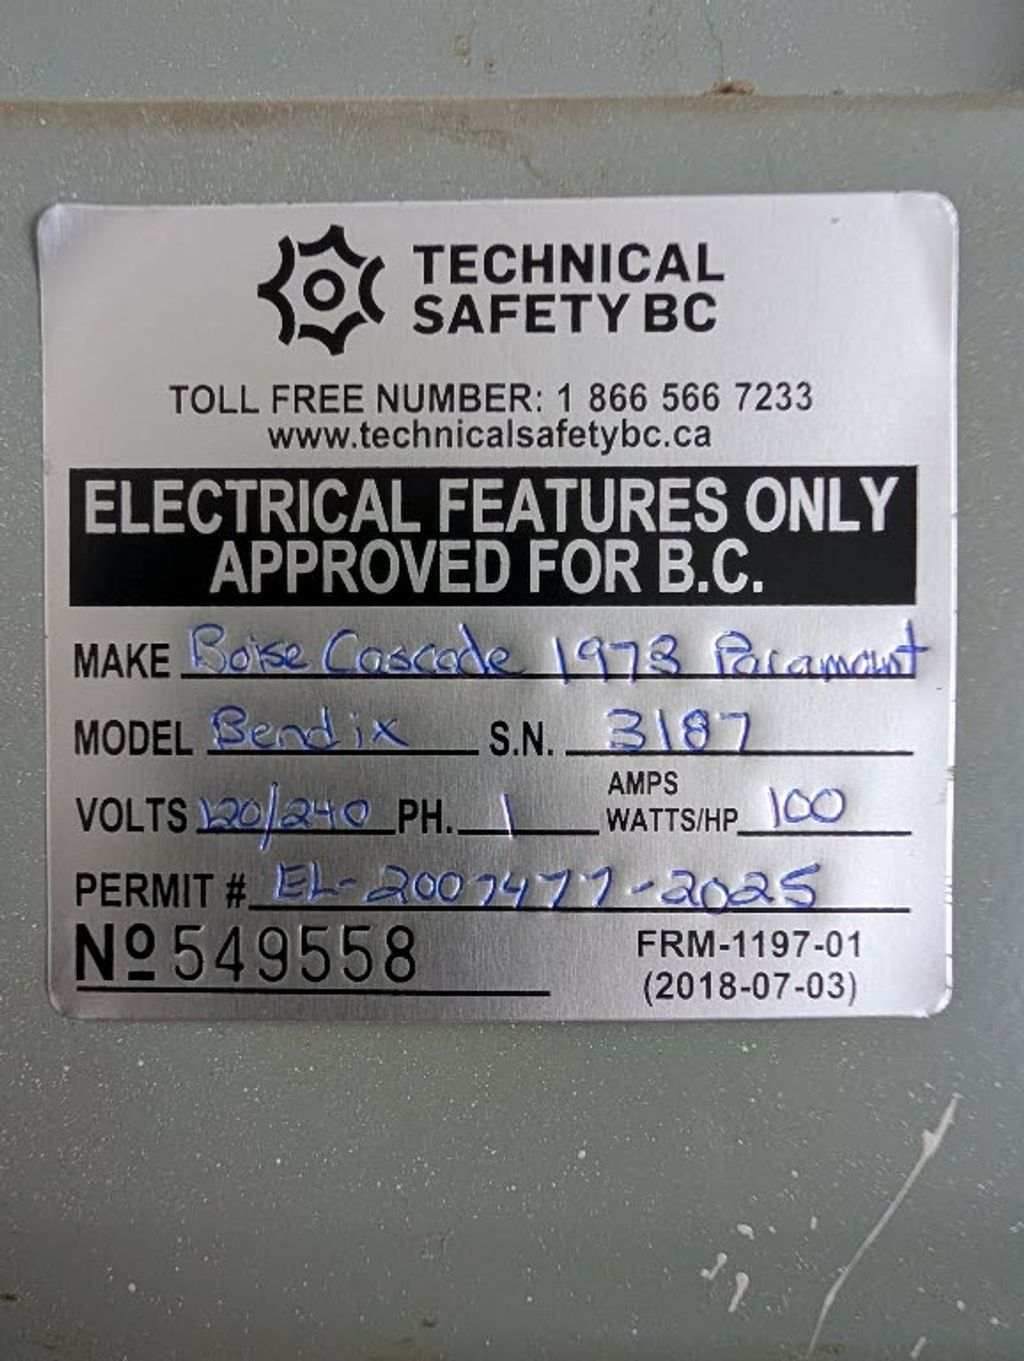 TECHNICAL
SAFETY BC
TOLL FREE NUMBER: 1 866 566 7233
www.technicalsafetybc.ca
ELECTRICAL FEATURES ONLY
APPROVED FOR B.C.
MAKE Boise Cascade 1973 Paramount
MODEL Bendix S.N. 3187
VOLTS 120/240 PH. 1 AMPS WATTS/HP 100
PERMIT # EL-2007477-2025
Nº 549558 FRM-1197-01
(2018-07-03)